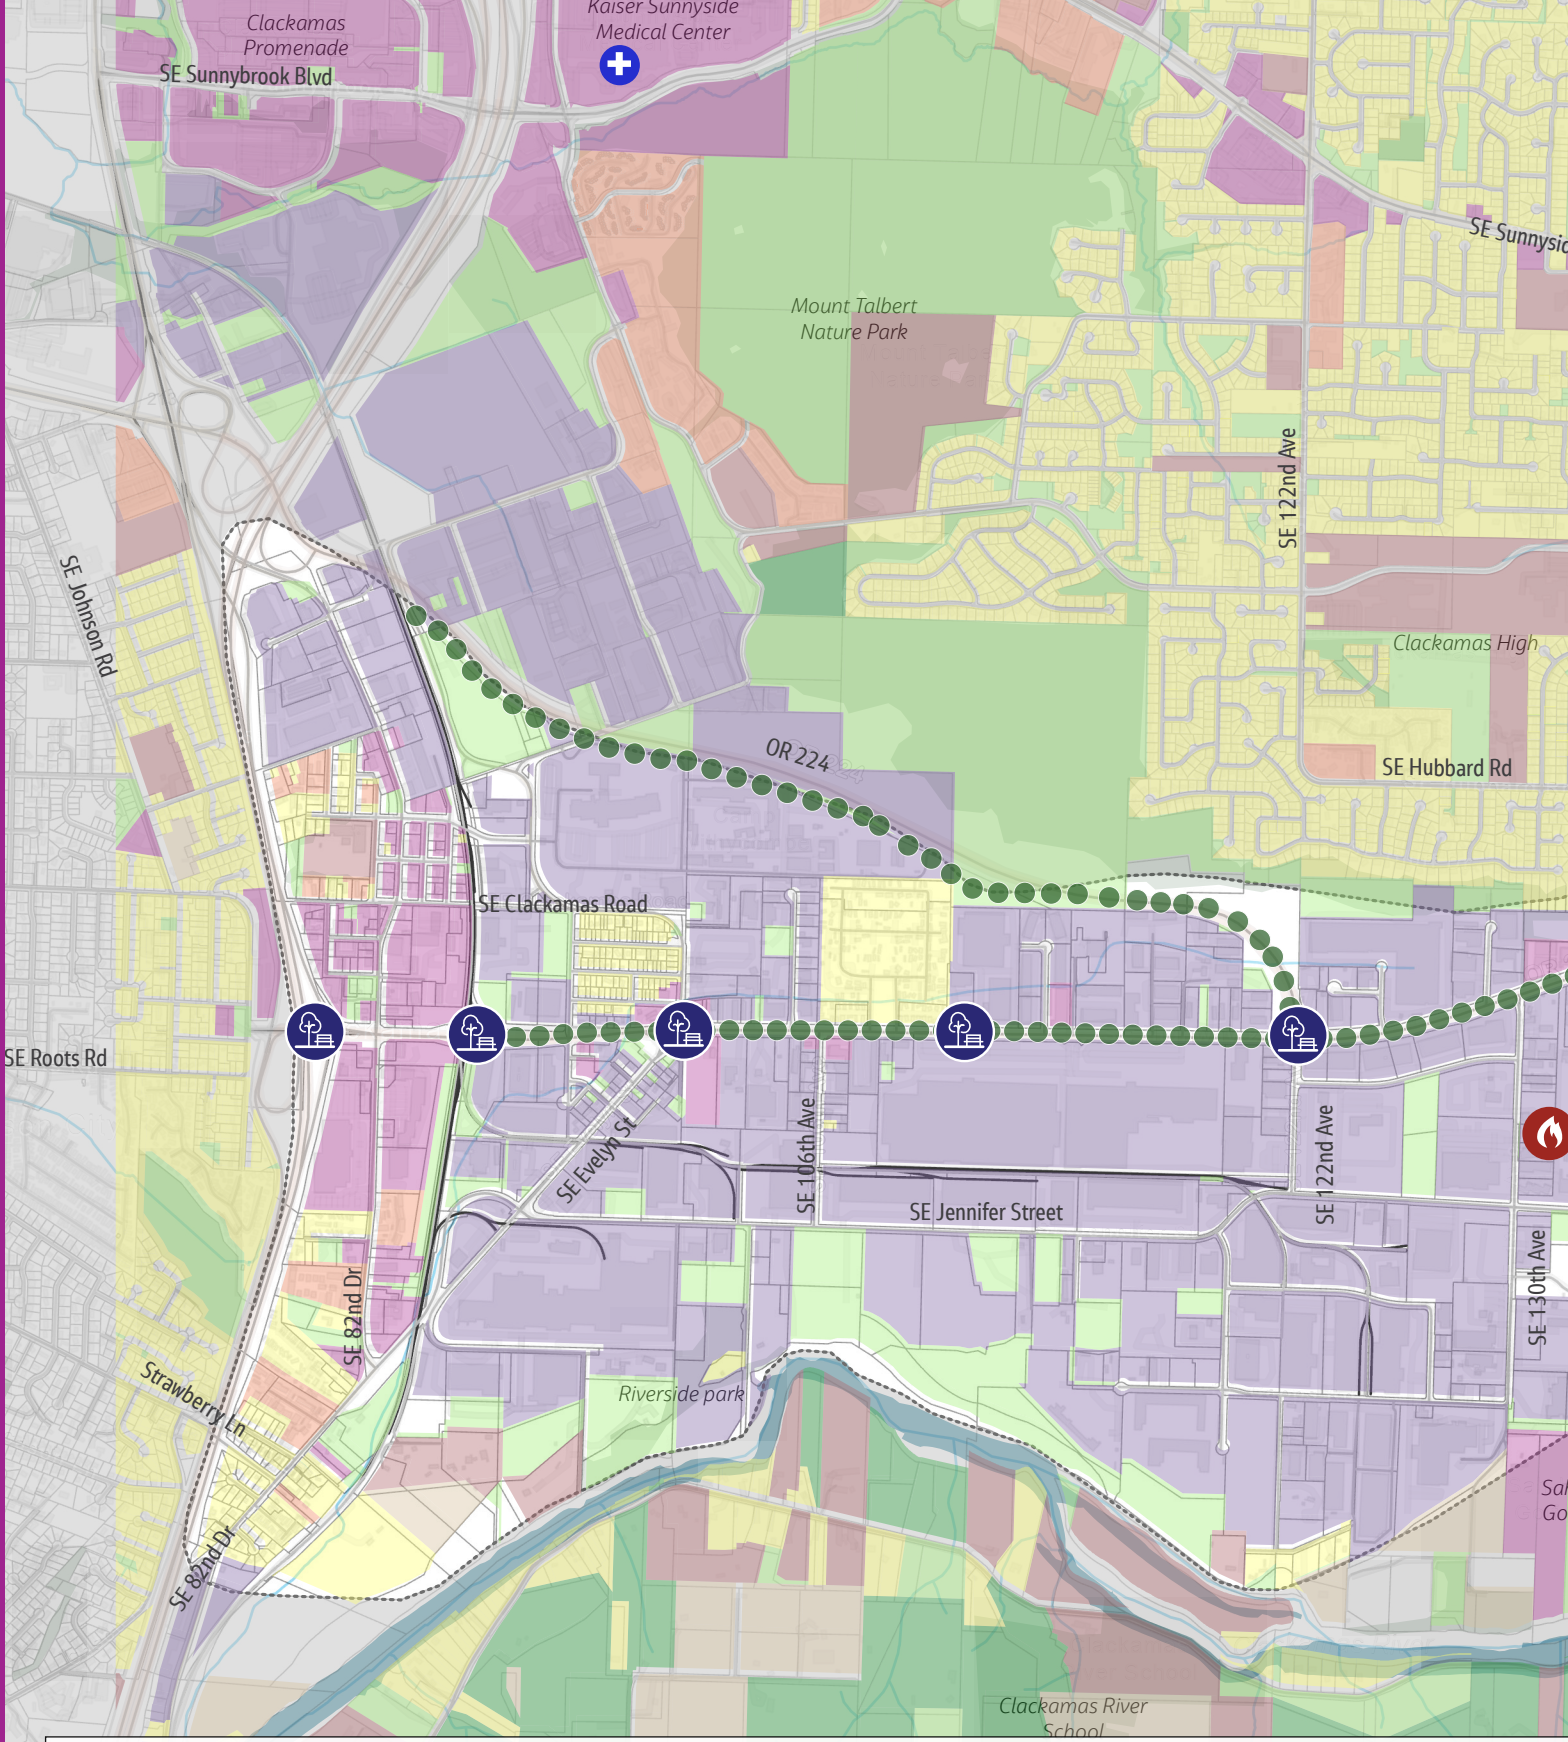 Clackamas
Promenade
Kaiser Sunnyside
Medical Center
SE Sunnybrook Blvd
SE Sunnysid
Mount Talbert
Nature Park
SE 122nd Ave
SE Johnson Rd
Clackamas High
OR 224
SE Hubbard Rd
SE Clackamas Road
SE Roots Rd
SE Evelyn St
SE 106th Ave
SE 122nd Ave
SE Jennifer Street
SE 130th Ave
SE 82nd Dr
Strawberry Ln
Riverside park
Sah
Go
SE 82nd Dr
Clackamas River
School